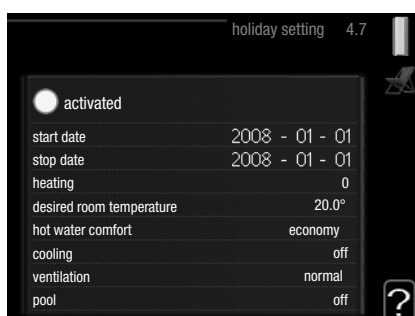 holiday setting 4.7
activated
start date 2008 - 01 - 01
stop date 2008 - 01 - 01
heating 0
desired room temperature 20.0°
hot water comfort economy
cooling off
ventilation normal
pool off
?